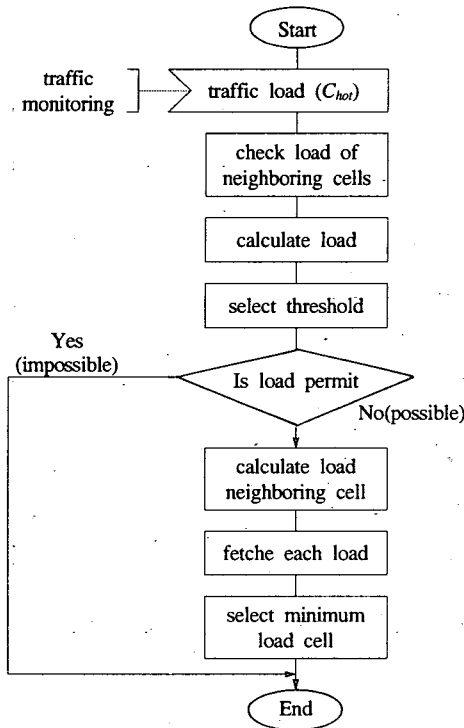 Start
traffic
monitoring
traffic load (C_hot)
check load of
neighboring cells
calculate load
select threshold
Yes
(impossible)
Is load permit
No(possible)
calculate load
neighboring cell
fetche each load
select minimum
load cell
End